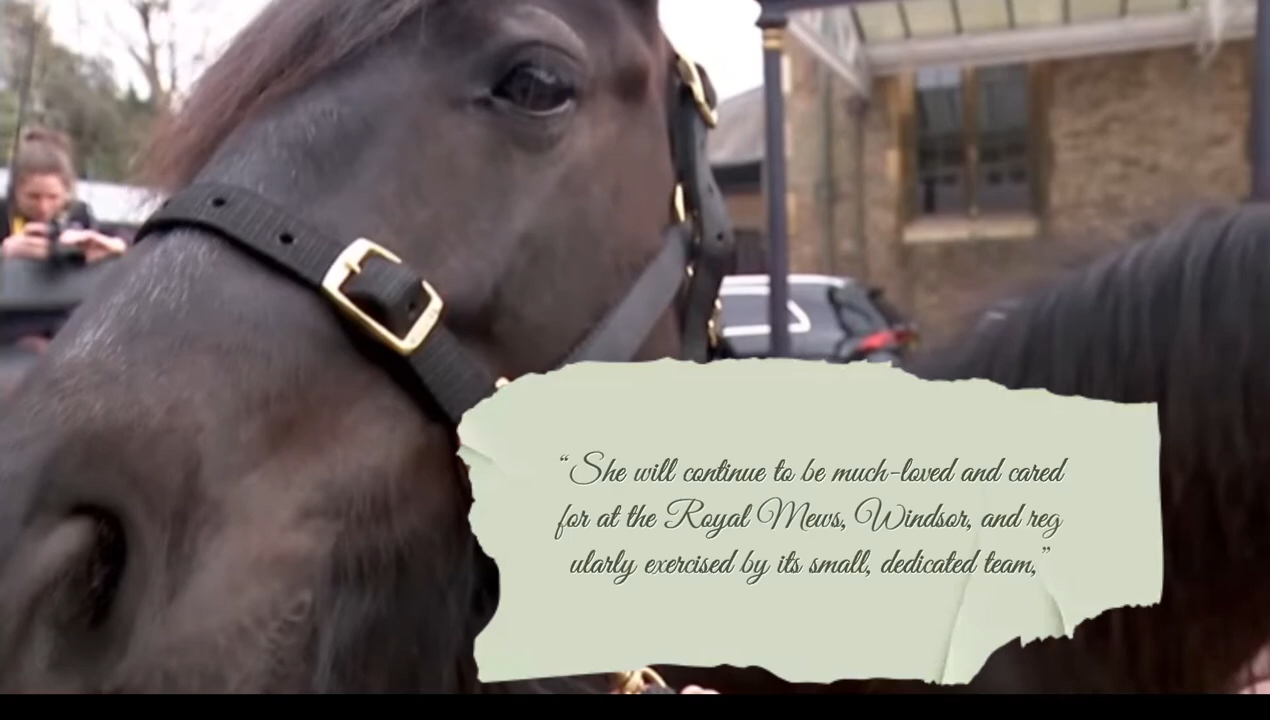 “She will continue to be much-loved and cared
for at the Royal Mews, Windsor, and reg
ularly exercised by its small, dedicated team,”